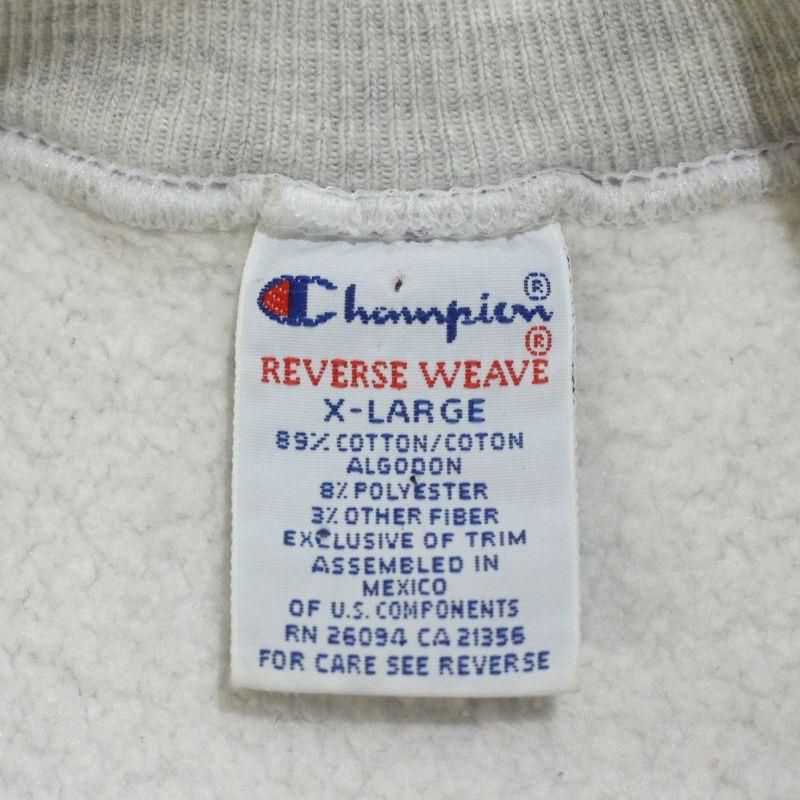 Champion®
REVERSE WEAVE®
X-LARGE
89% COTTON/COTON
ALGODON
8% POLYESTER
3% OTHER FIBER
EXCLUSIVE OF TRIM
ASSEMBLED IN
MEXICO
OF U.S. COMPONENTS
RN 26094 CA 21356
FOR CARE SEE REVERSE